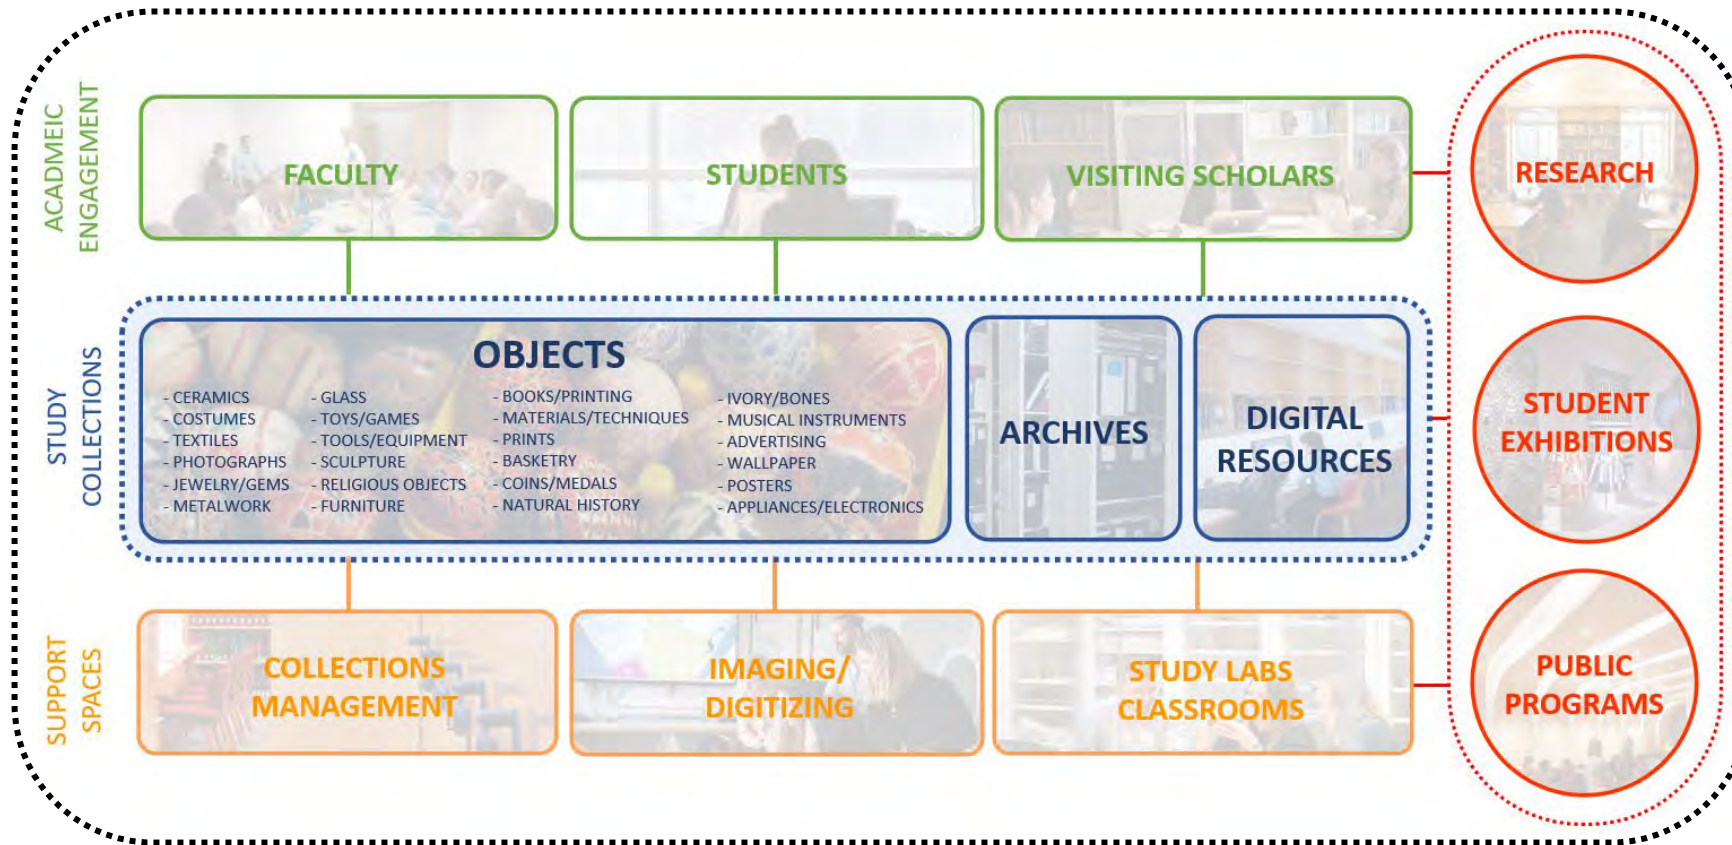 ACADMEIC
ENGAGEMENT
FACULTY
STUDENTS
VISITING SCHOLARS
RESEARCH
STUDY
COLLECTIONS
OBJECTS
- CERAMICS
- COSTUMES
- TEXTILES
- PHOTOGRAPHS
- JEWELRY/GEMS
- METALWORK
- GLASS
- TOYS/GAMES
- TOOLS/EQUIPMENT
- SCULPTURE
- RELIGIOUS OBJECTS
- FURNITURE
- BOOKS/PRINTING
- MATERIALS/TECHNIQUES
- PRINTS
- BASKETRY
- COINS/MEDALS
- NATURAL HISTORY
- IVORY/BONES
- MUSICAL INSTRUMENTS
- ADVERTISING
- WALLPAPER
- POSTERS
- APPLIANCES/ELECTRONICS
ARCHIVES
DIGITAL
RESOURCES
STUDENT
EXHIBITIONS
SUPPORT
SPACES
COLLECTIONS
MANAGEMENT
IMAGING/
DIGITIZING
STUDY LABS
CLASSROOMS
PUBLIC
PROGRAMS